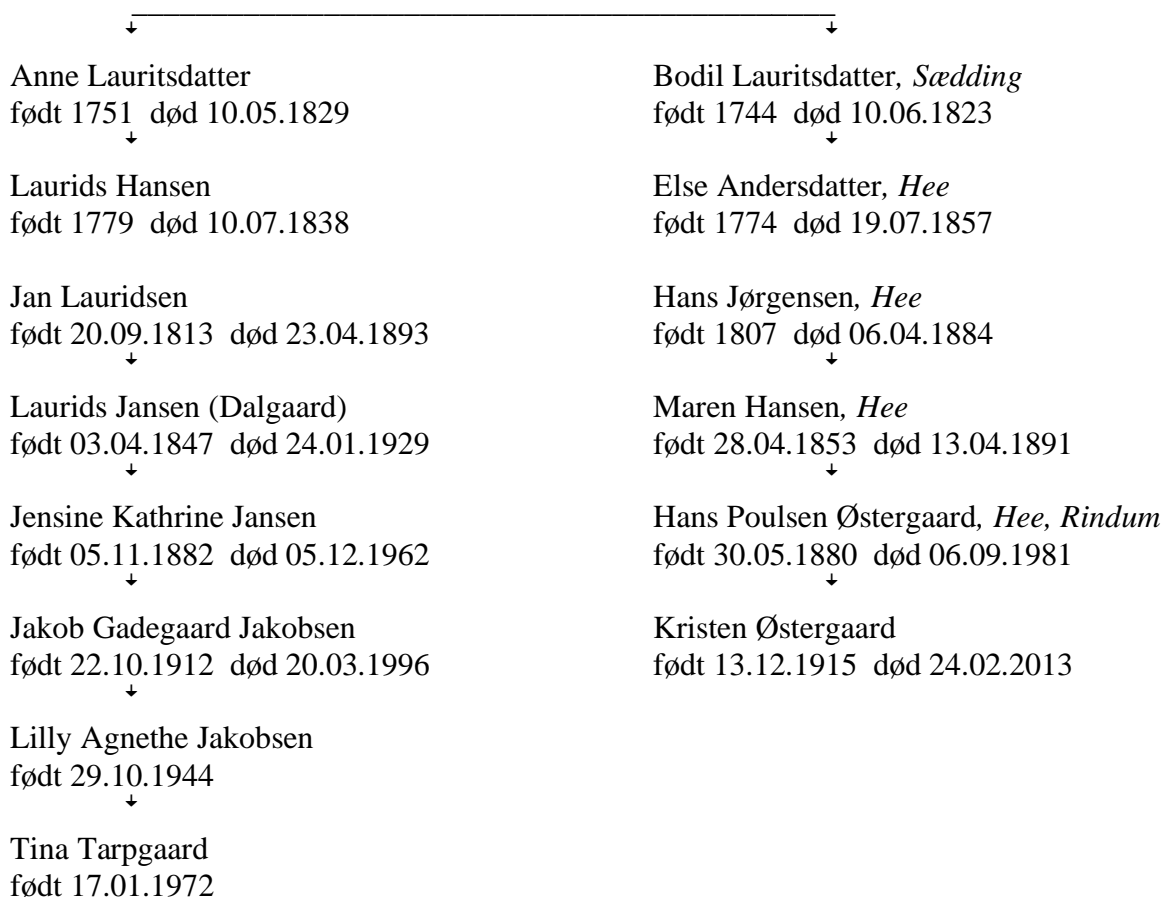 Anne Lauritsdatter
født 1751  død 10.05.1829
Laurids Hansen
født 1779  død 10.07.1838
Jan Lauridsen
født 20.09.1813  død 23.04.1893
Laurids Jansen (Dalgaard)
født 03.04.1847  død 24.01.1929
Jensine Kathrine Jansen
født 05.11.1882  død 05.12.1962
Jakob Gadegaard Jakobsen
født 22.10.1912  død 20.03.1996
Lilly Agnethe Jakobsen
født 29.10.1944
Tina Tarpgaard
født 17.01.1972
Bodil Lauritsdatter, Sædding
født 1744  død 10.06.1823
Else Andersdatter, Hee
født 1774  død 19.07.1857
Hans Jørgensen, Hee
født 1807  død 06.04.1884
Maren Hansen, Hee
født 28.04.1853  død 13.04.1891
Hans Poulsen Østergaard, Hee, Rindum
født 30.05.1880  død 06.09.1981
Kristen Østergaard
født 13.12.1915  død 24.02.2013